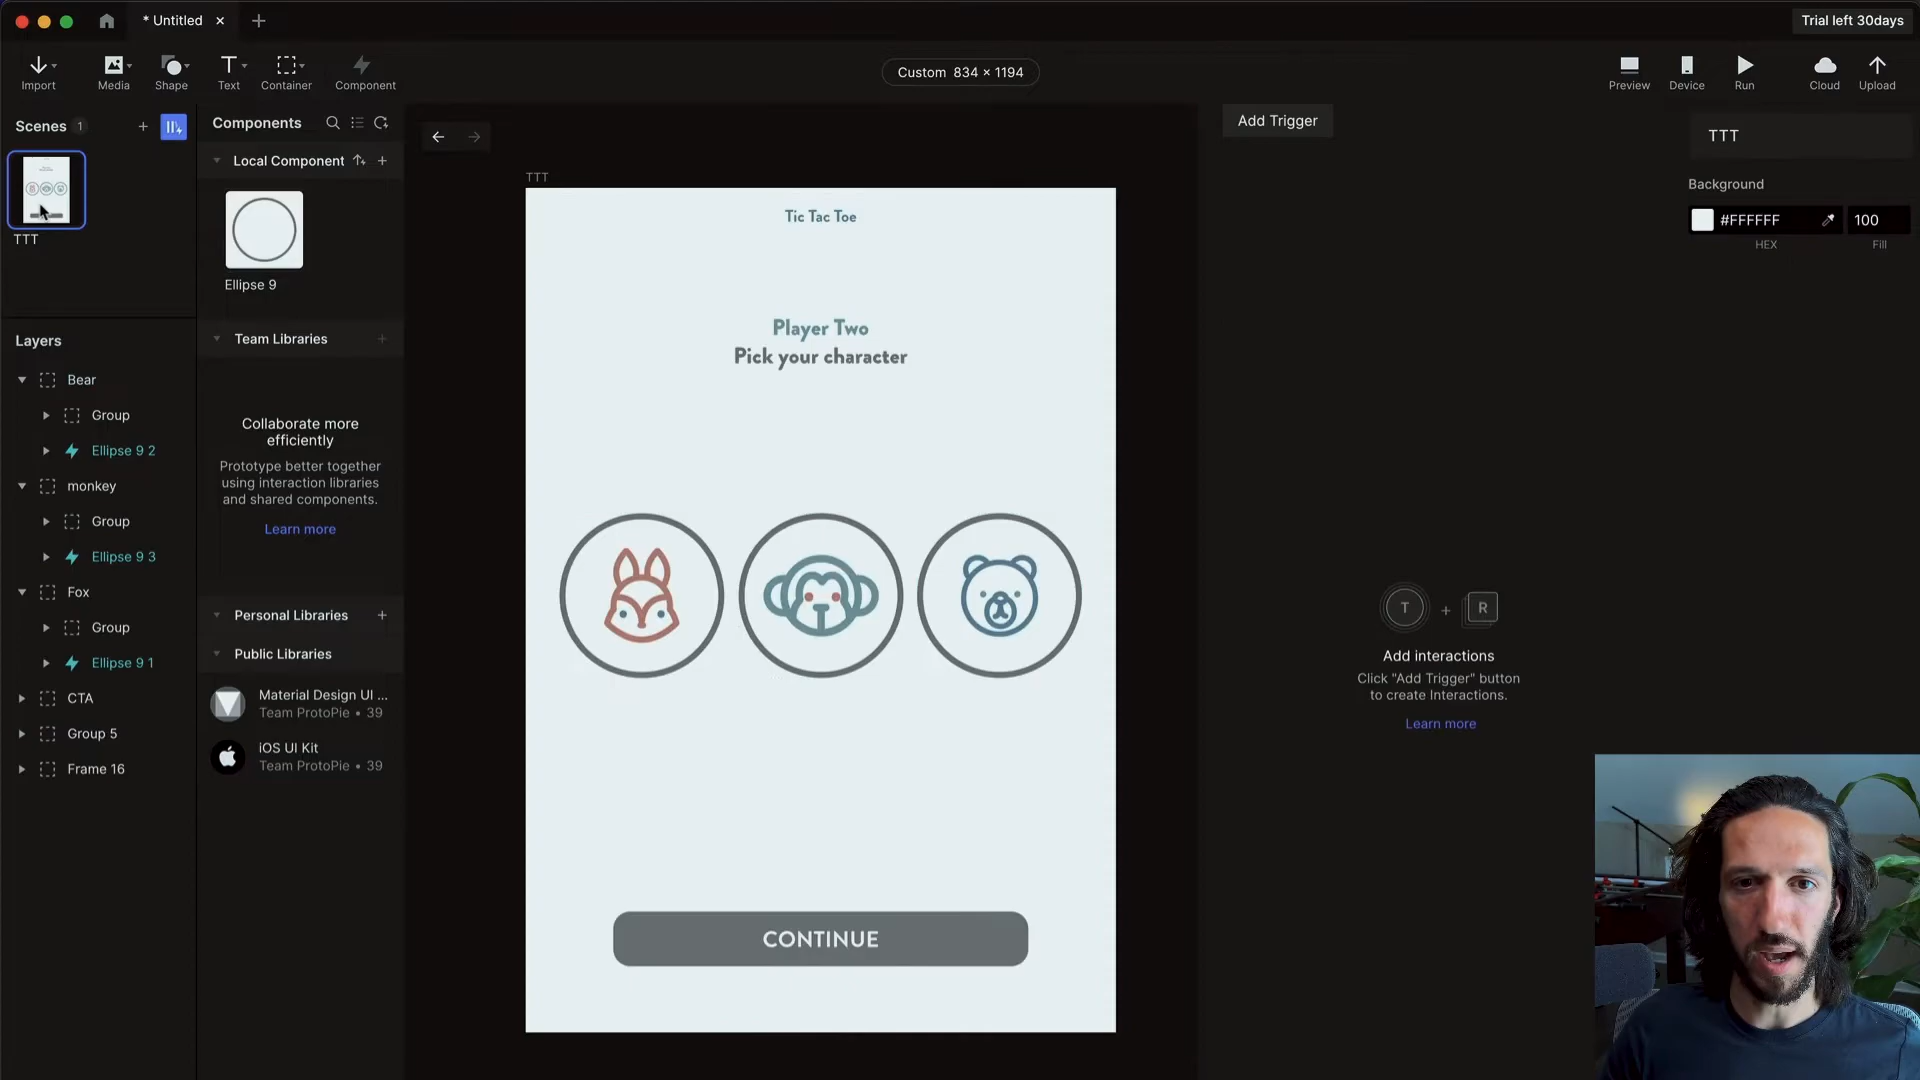 * Untitled
Trial left 30days
Import
Media
Shape
Text
Container
Component
Custom 834 × 1194
Preview
Device
Run
Cloud
Upload
Scenes 1
TTT
Layers
Bear
Group
Ellipse 9 2
monkey
Group
Ellipse 9 3
Fox
Group
Ellipse 9 1
CTA
Group 5
Frame 16
Components
Local Component
Ellipse 9
Team Libraries
Collaborate more
efficiently
Prototype better together
using interaction libraries
and shared components.
Learn more
Personal Libraries
Public Libraries
Material Design UI ...
Team ProtoPie • 39
iOS UI Kit
Team ProtoPie • 39
TTT
Tic Tac Toe
Player Two
Pick your character
CONTINUE
Add Trigger
T + R
Add interactions
Click "Add Trigger" button
to create Interactions.
Learn more
TTT
Background
#FFFFFF 100
HEX Fill